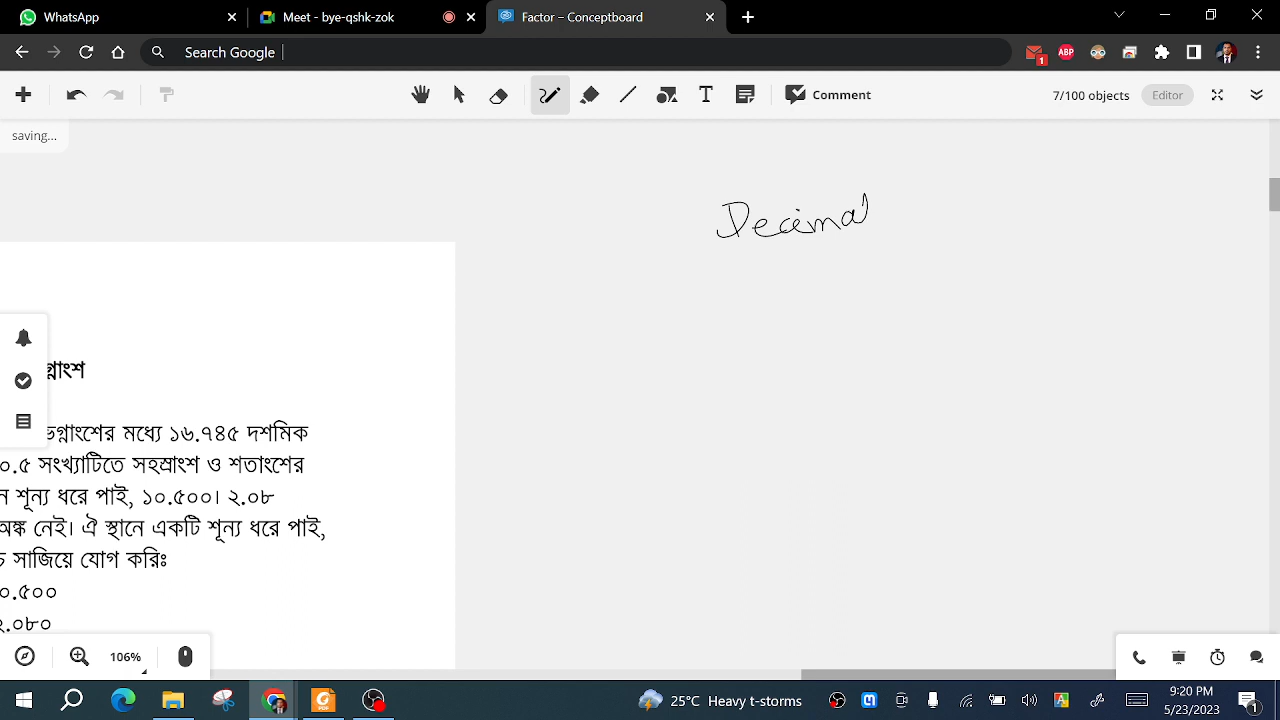 WhatsApp
Meet - bye-qshk-zok
Factor – Conceptboard
Search Google
1
ABP
T
Comment
7/100 objects
Editor
saving...
Decimal
গ্নাংশ
ভগ্নাংশের মধ্যে ১৬.৭৪৫ দশমিক
০.৫ সংখ্যাটিতে সহস্রাংশ ও শতাংশের
ন শূন্য ধরে পাই, ১০.৫০০। ২.০৮
অঙ্ক নেই। ঐ স্থানে একটি শূন্য ধরে পাই,
চ সাজিয়ে যোগ করিঃ
০.৫০০
২.০৮০
106%
25°C Heavy t-storms
9:20 PM
5/23/2023